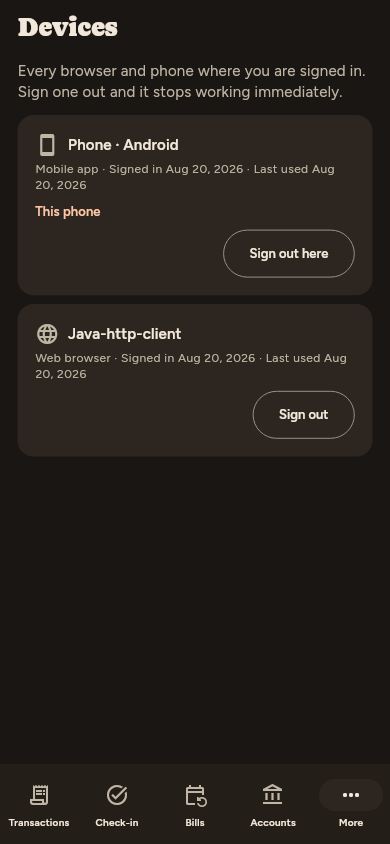 Devices
Every browser and phone where you are signed in.
Sign one out and it stops working immediately.
Phone · Android
Mobile app · Signed in Aug 20, 2026 · Last used Aug
20, 2026
This phone
Sign out here
Java-http-client
Web browser · Signed in Aug 20, 2026 · Last used Aug
20, 2026
Sign out
Transactions
Check-in
Bills
Accounts
More